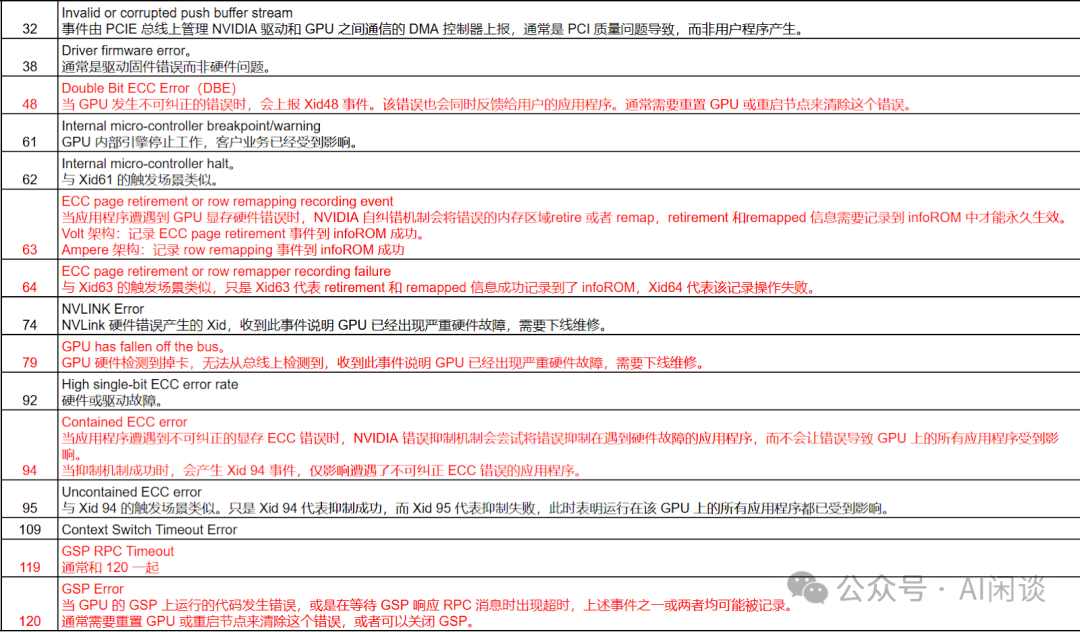 Invalid or corrupted push buffer stream
32 事件由 PCIE 总线上管理 NVIDIA 驱动和 GPU 之间通信的 DMA 控制器上报，通常是 PCI 质量问题导致，而非用户程序产生。
Driver firmware error。
38 通常是驱动固件错误而非硬件问题。
Double Bit ECC Error（DBE）
48 当 GPU 发生不可纠正的错误时，会上报 Xid48 事件。该错误也会同时反馈给用户的应用程序。通常需要重置 GPU 或重启节点来清除这个错误。
Internal micro-controller breakpoint/warning
61 GPU 内部引擎停止工作，客户业务已经受到影响。
Internal micro-controller halt。
62 与 Xid61 的触发场景类似。
ECC page retirement or row remapping recording event
当应用程序遭遇到 GPU 显存硬件错误时，NVIDIA 自纠错机制会将错误的内存区域retire 或者 remap，retirement 和remapped 信息需要记录到 infoROM 中才能永久生效。
Volt 架构：记录 ECC page retirement 事件到 infoROM 成功。
63 Ampere 架构：记录 row remapping 事件到 infoROM 成功
ECC page retirement or row remapper recording failure
64 与 Xid63 的触发场景类似，只是 Xid63 代表 retirement 和 remapped 信息成功记录到了 infoROM，Xid64 代表该记录操作失败。
NVLINK Error
74 NVLink 硬件错误产生的 Xid，收到此事件说明 GPU 已经出现严重硬件故障，需要下线维修。
GPU has fallen off the bus。
79 GPU 硬件检测到掉卡，无法从总线上检测到，收到此事件说明 GPU 已经出现严重硬件故障，需要下线维修。
High single-bit ECC error rate
92 硬件或驱动故障。
Contained ECC error
当应用程序遭遇到不可纠正的显存 ECC 错误时，NVIDIA 错误抑制机制会尝试将错误抑制在遇到硬件故障的应用程序，而不会让错误导致 GPU 上的所有应用程序受到影
响。
94 当抑制机制成功时，会产生 Xid 94 事件，仅影响遭遇了不可纠正 ECC 错误的应用程序。
Uncontained ECC error
95 与 Xid 94 的触发场景类似。只是 Xid 94 代表抑制成功，而 Xid 95 代表抑制失败，此时表明运行在该 GPU 上的所有应用程序都已受到影响。
109 Context Switch Timeout Error
GSP RPC Timeout
119 通常和 120 一起
GSP Error
当 GPU 的 GSP 上运行的代码发生错误，或是在等待 GSP 响应 RPC 消息时出现超时，上述事件之一或两者均可能被记录。
120 通常需要重置 GPU 或重启节点来清除这个错误，或者可以关闭 GSP。
公众号 · AI闲谈